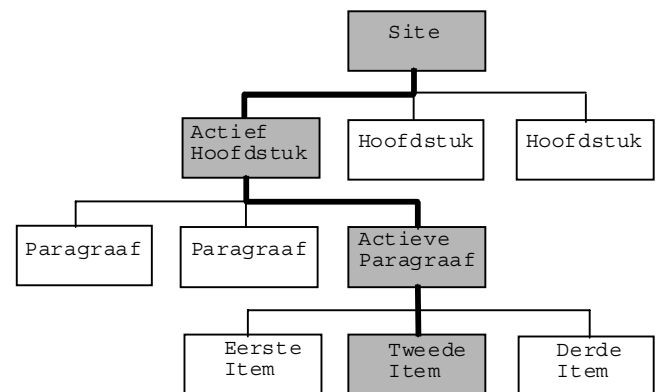 Site
Actief
Hoofdstuk
Hoofdstuk
Hoofdstuk
Paragraaf
Paragraaf
Actieve
Paragraaf
Eerste
Item
Tweede
Item
Derde
Item